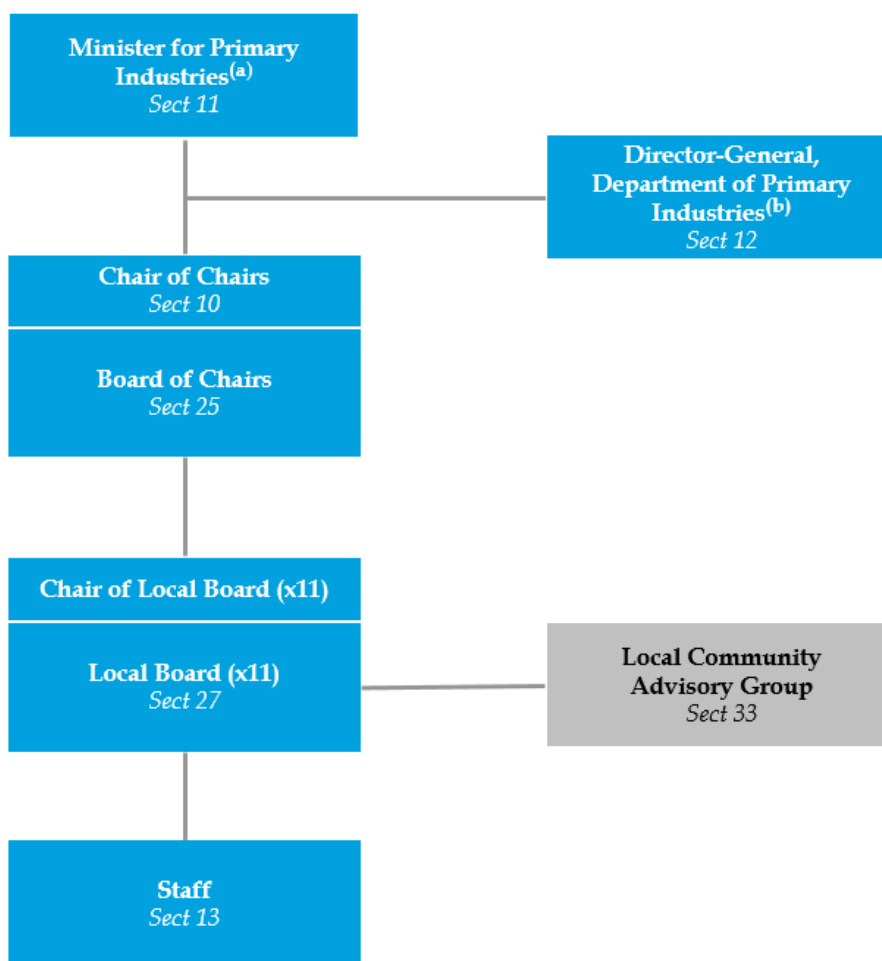 Minister for Primary
Industries(a)
Sect 11
Director-General,
Department of Primary
Industries(b)
Sect 12
Chair of Chairs
Sect 10
Board of Chairs
Sect 25
Chair of Local Board (x11)
Local Board (x11)
Sect 27
Local Community
Advisory Group
Sect 33
Staff
Sect 13